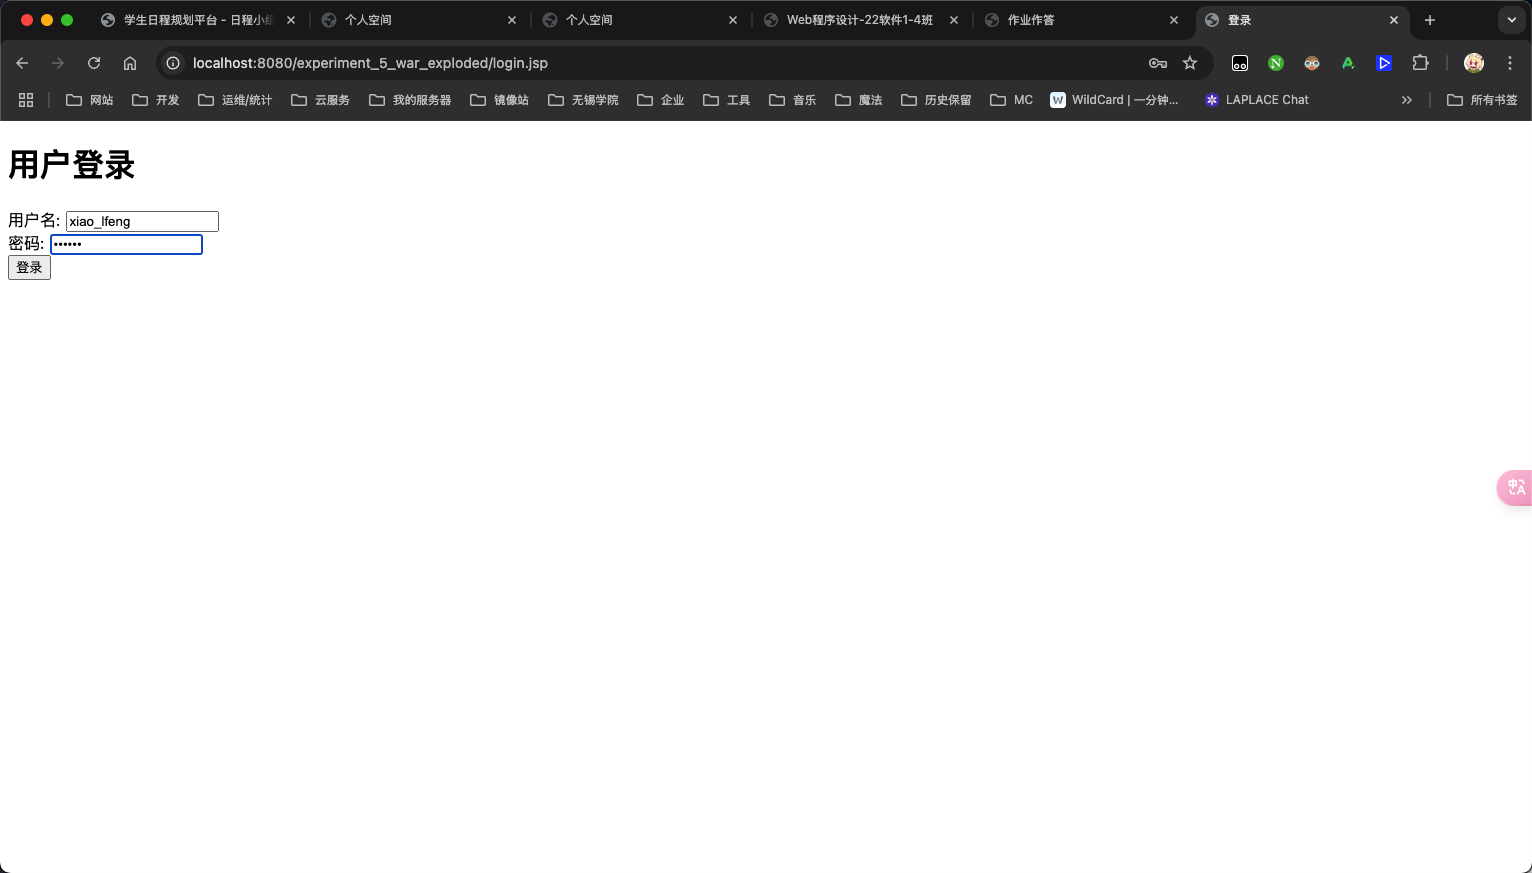 学生日程规划平台 - 日程小组
个人空间
个人空间
Web程序设计-22软件1-4班
作业作答
登录
localhost:8080/experiment_5_war_exploded/login.jsp
网站
开发
运维/统计
云服务
我的服务器
镜像站
无锡学院
企业
工具
音乐
魔法
历史保留
MC
WildCard | 一分钟...
LAPLACE Chat
所有书签
用户登录
用户名: xiao_lfeng
密码: ••••••
登录